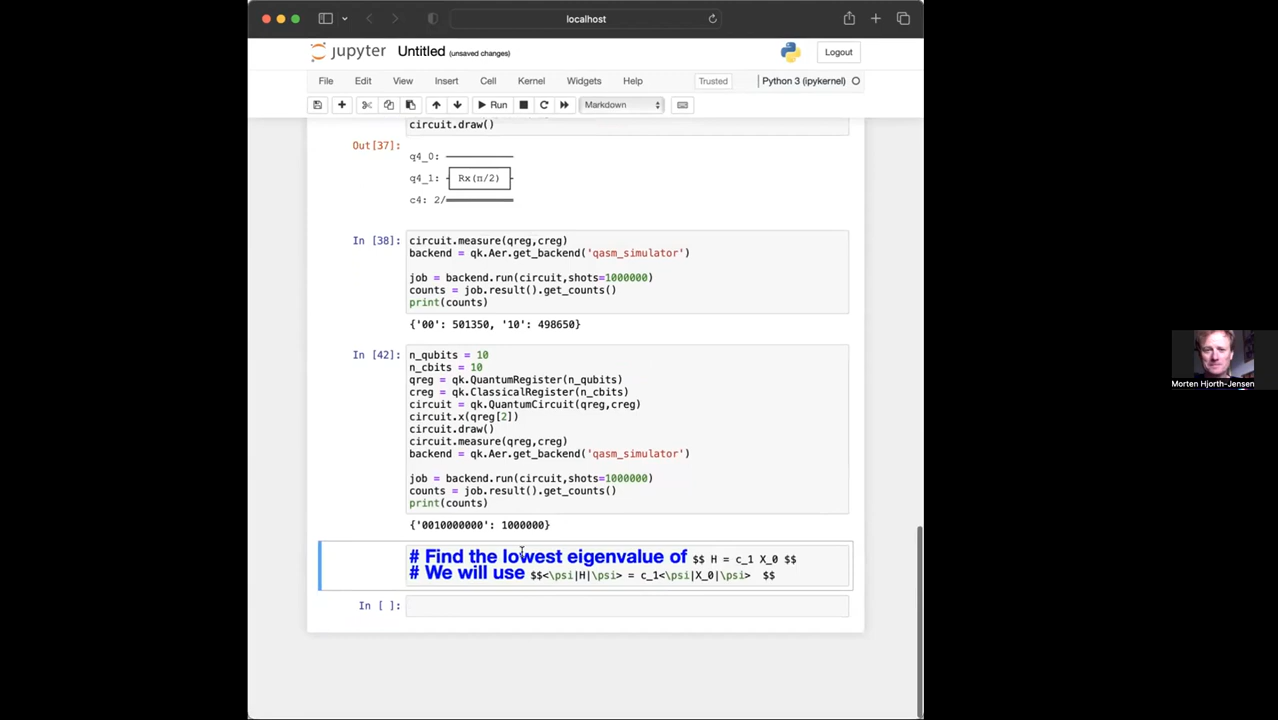 localhost
jupyter Untitled (unsaved changes) Logout
File Edit View Insert Cell Kernel Widgets Help Trusted Python 3 (ipykernel)
Run Markdown
circuit.draw()
Out[37]:
q4_0:
q4_1: Rx(π/2)
c4: 2/
In [38]: circuit.measure(qreg,creg)
backend = qk.Aer.get_backend('qasm_simulator')
job = backend.run(circuit,shots=1000000)
counts = job.result().get_counts()
print(counts)
{'00': 501350, '10': 498650}
In [42]: n_qubits = 10
n_cbits = 10
qreg = qk.QuantumRegister(n_qubits)
creg = qk.ClassicalRegister(n_cbits)
circuit = qk.QuantumCircuit(qreg,creg)
circuit.x(qreg[2])
circuit.draw()
circuit.measure(qreg,creg)
backend = qk.Aer.get_backend('qasm_simulator')
job = backend.run(circuit,shots=1000000)
counts = job.result().get_counts()
print(counts)
{'0010000000': 1000000}
# Find the lowest eigenvalue of $$ H = c_1 X_0 $$
# We will use $$<\psi|H|\psi> = c_1<\psi|X_0|\psi> $$
In [ ]:
Morten Hjorth-Jensen